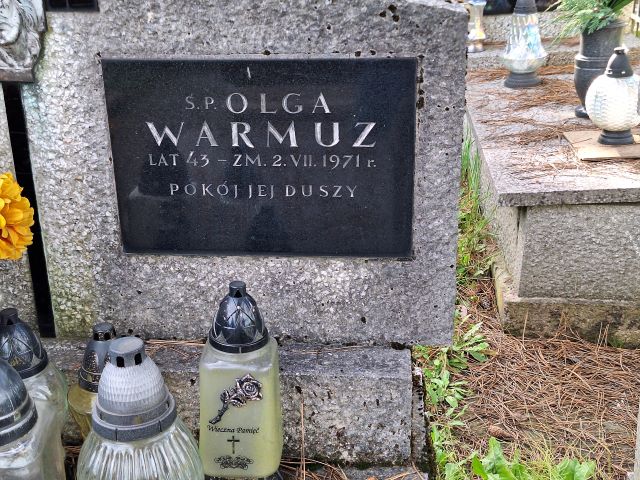 Ś.P. OLGA
WARMUZ
LAT 43 – ZM. 2. VII. 1971 r.
POKÓJ JEJ DUSZY
Wieczna Pamięć